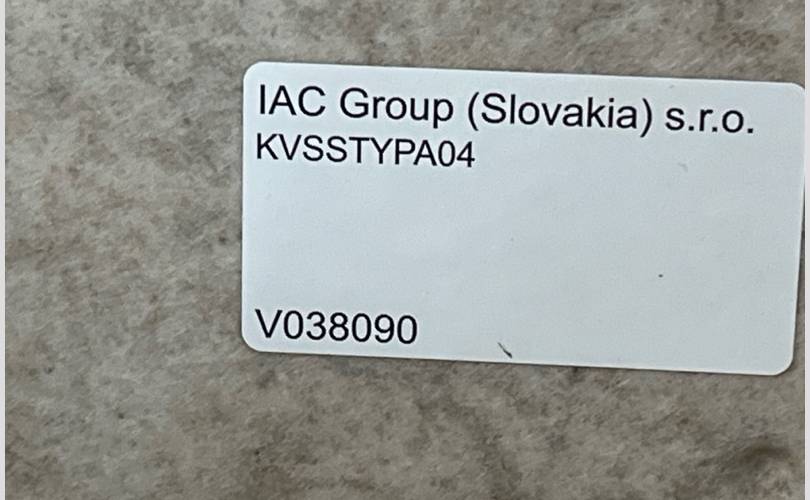 IAC Group (Slovakia) s.r.o.
KVSSTYPA04
V038090